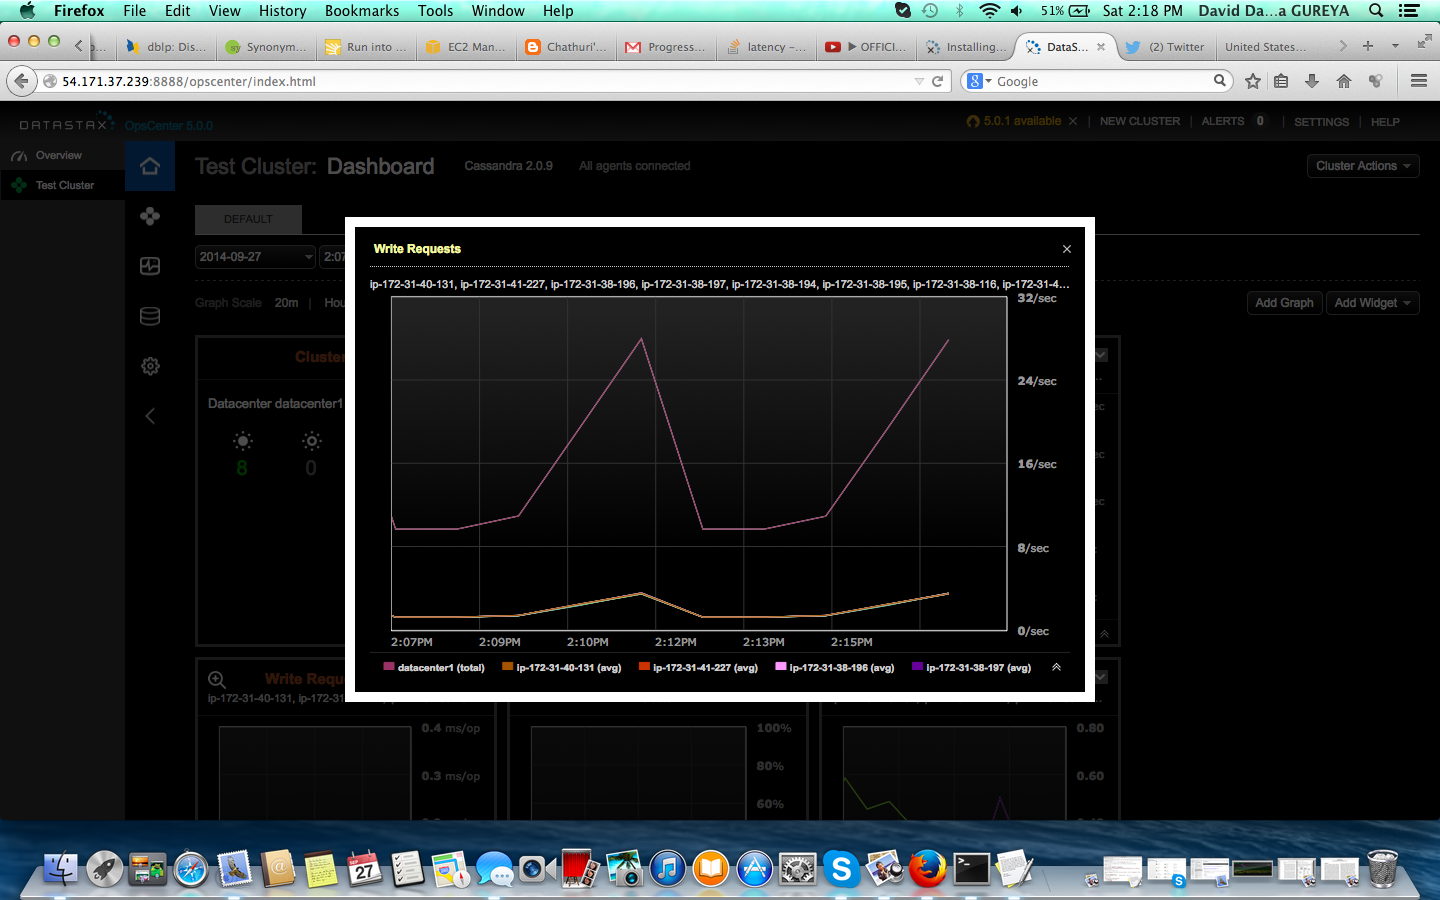 Firefox File Edit View History Bookmarks Tools Window Help 51% Sat 2:18 PM David Da...a GUREYA
dblp: Dis... Synonym... Run into ... EC2 Man... Chathuri'... Progress... latency –... ▶ OFFICI... Installing... DataS... (2) Twitter United States...
54.171.37.239:8888/opscenter/index.html Google
DATASTAX OpsCenter 5.0.0 5.0.1 available NEW CLUSTER ALERTS 0 SETTINGS HELP
Overview
Test Cluster
Test Cluster: Dashboard Cassandra 2.0.9 All agents connected Cluster Actions
DEFAULT
2014-09-27
Graph Scale 20m Add Graph Add Widget
Cluster
Datacenter datacenter1
8 0
Write Requests
ip-172-31-40-131, ip-172-31-41-227, ip-172-31-38-196, ip-172-31-38-197, ip-172-31-38-194, ip-172-31-38-195, ip-172-31-38-116, ip-172-31-4...
32/sec
24/sec
16/sec
8/sec
0/sec
2:07PM 2:09PM 2:10PM 2:12PM 2:13PM 2:15PM
datacenter1 (total) ip-172-31-40-131 (avg) ip-172-31-41-227 (avg) ip-172-31-38-196 (avg) ip-172-31-38-197 (avg)
Write Requ
ip-172-31-40-131, ip-172-31
0.4 ms/op 100% 0.80
0.3 ms/op 80% 0.60
60%
SEP
27